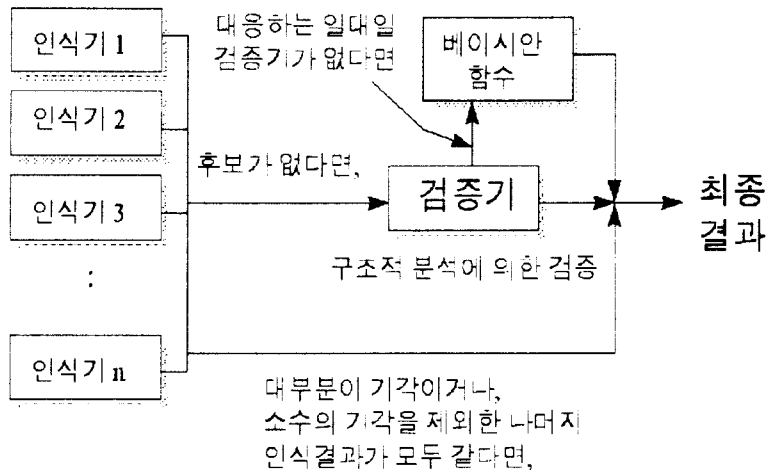 인식기 1
인식기 2
인식기 3
:
인식기 n
대응하는 일대일
검증기가 없다면
베이시안
함수
후보가 없다면,
검증기
구조적 분석에 의한 검증
최종
결과
대부분이 기각이거나,
소수의 기각을 제외한 나머지
인식결과가 모두 같다면,